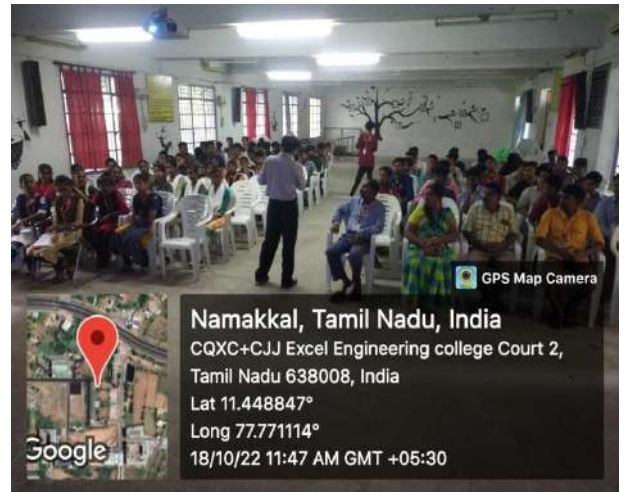 GPS Map Camera
Namakkal, Tamil Nadu, India
CQXC+CJJ Excel Engineering college Court 2,
Tamil Nadu 638008, India
Lat 11.448847°
Long 77.771114°
18/10/22 11:47 AM GMT +05:30
Google